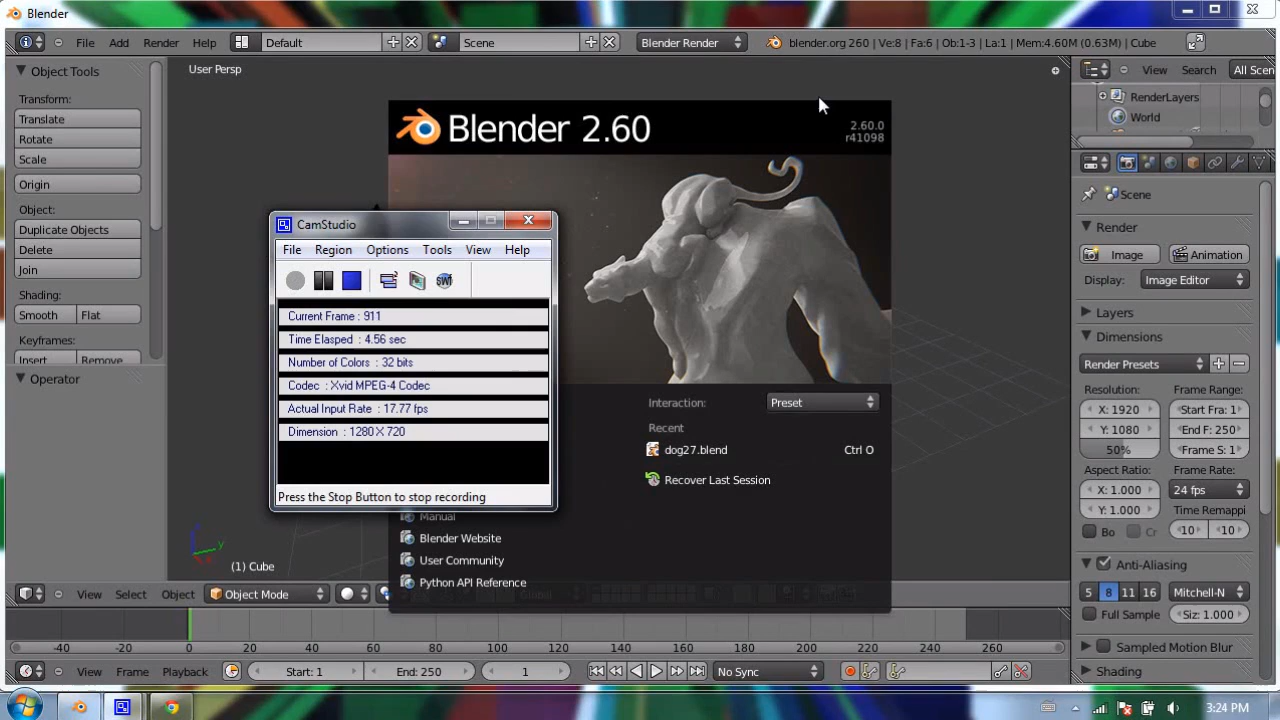 Blender
File Add Render Help Default Scene Blender Render blender.org 260 | Ve:8 | Fa:6 | Ob:1-3 | La:1 | Mem:4.60M (0.63M) | Cube View Search All Scen
Object Tools
Transform:
Translate
Rotate
Scale
Origin
Object:
Duplicate Objects
Delete
Join
Shading:
Smooth Flat
Keyframes:
Insert Remove
Operator
User Persp
Blender 2.60
2.60.0
r41098
CamStudio
File Region Options Tools View Help
SWF
Current Frame : 911
Time Elasped : 4.56 sec
Number of Colors : 32 bits
Codec : Xvid MPEG-4 Codec
Actual Input Rate : 17.77 fps
Dimension : 1280 X 720
Press the Stop Button to stop recording
Interaction: Preset
Recent
dog27.blend Ctrl O
Recover Last Session
Manual
Blender Website
User Community
Python API Reference
(1) Cube
View Select Object Object Mode Global
RenderLayers
World
Scene
Render
Image Animation
Display: Image Editor
Layers
Dimensions
Render Presets
Resolution: Frame Range:
X: 1920 Start Fra: 1
Y: 1080 End F: 250
50% Frame S: 1
Aspect Ratio: Frame Rate:
X: 1.000 24 fps
Y: 1.000 Time Remappi
Bo Cr 10 10
Anti-Aliasing
5 8 11 16 Mitchell-N
Full Sample Siz: 1.000
Sampled Motion Blur
Shading
-40 -20 0 20 40 60 80 100 120 140 160 180 200 220 240 260
View Frame Playback Start: 1 End: 250 1 No Sync
3:24 PM